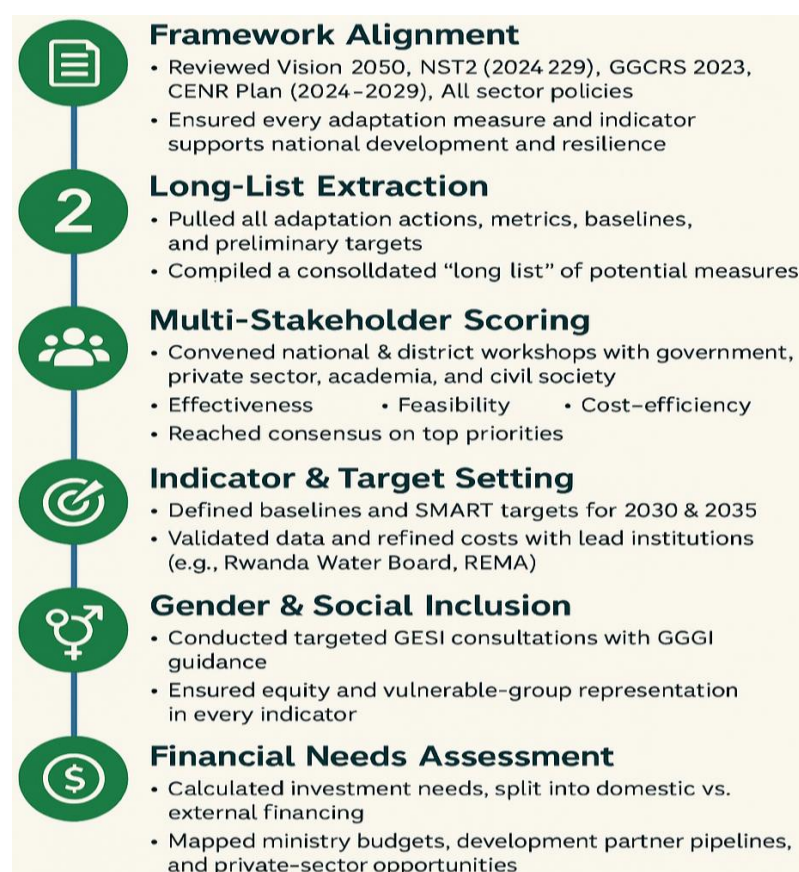 Framework Alignment
• Reviewed Vision 2050, NST2 (2024 229), GGCRS 2023,
CENR Plan (2024-2029), All sector policies
• Ensured every adaptation measure and indicator
supports national development and resilience
2
Long-List Extraction
• Pulled all adaptation actions, metrics, baselines,
and preliminary targets
• Compiled a consolldated “long list” of potential measures
Multi-Stakeholder Scoring
• Convened national & district workshops with government,
private sector, academia, and civil society
• Effectiveness • Feasibility • Cost-efficiency
• Reached consensus on top priorities
Indicator & Target Setting
• Defined baselines and SMART targets for 2030 & 2035
• Validated data and refined costs with lead institutions
(e.g., Rwanda Water Board, REMA)
Gender & Social Inclusion
• Conducted targeted GESI consultations with GGGI
guidance
• Ensured equity and vulnerable-group representation
in every indicator
$
Financial Needs Assessment
• Calculated investment needs, split into domestic vs.
external financing
• Mapped ministry budgets, development partner pipelines,
and private-sector opportunities